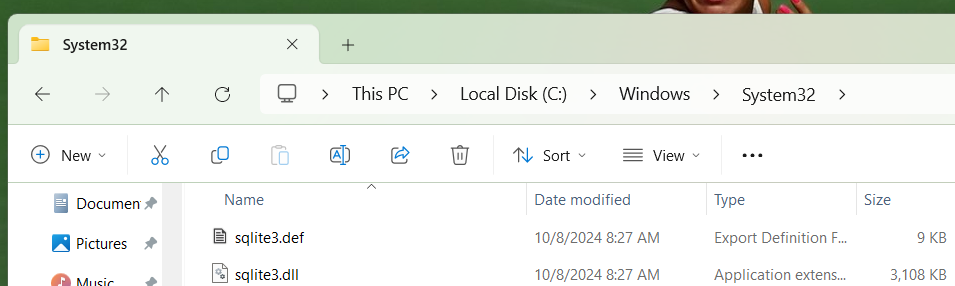 System32
This PC > Local Disk (C:) > Windows > System32 >
New Sort View
Name Date modified Type Size
Documen
sqlite3.def 10/8/2024 8:27 AM Export Definition F... 9 KB
Pictures
sqlite3.dll 10/8/2024 8:27 AM Application extens... 3,108 KB
Music